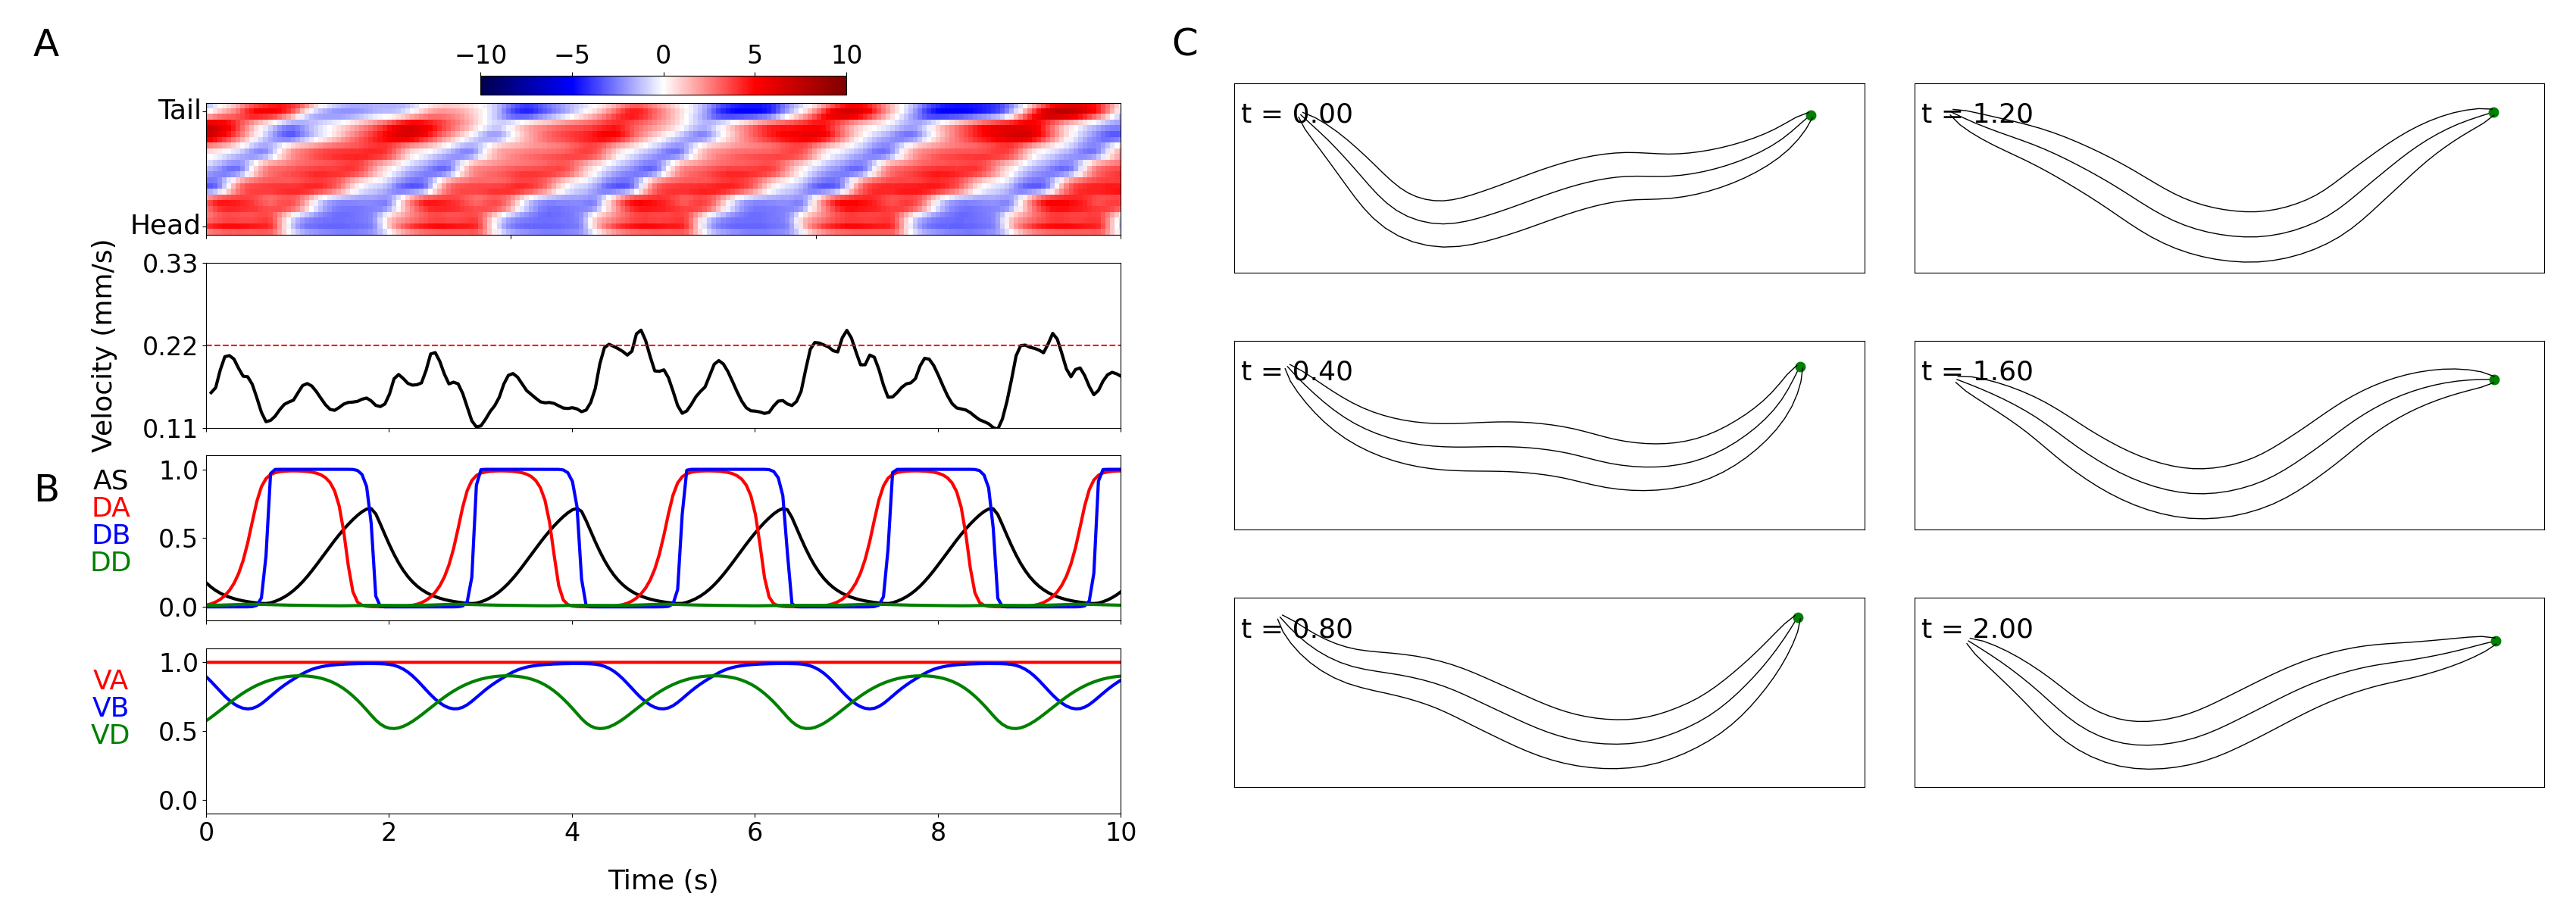 A
−10 −5 0 5 10
Tail
Head
Velocity (mm/s)
0.33
0.22
0.11
B
AS
DA
DB
DD
1.0
0.5
0.0
VA
VB
VD
1.0
0.5
0.0
0 2 4 6 8 10
Time (s)
C
t = 0.00
t = 1.20
t = 0.40
t = 1.60
t = 0.80
t = 2.00